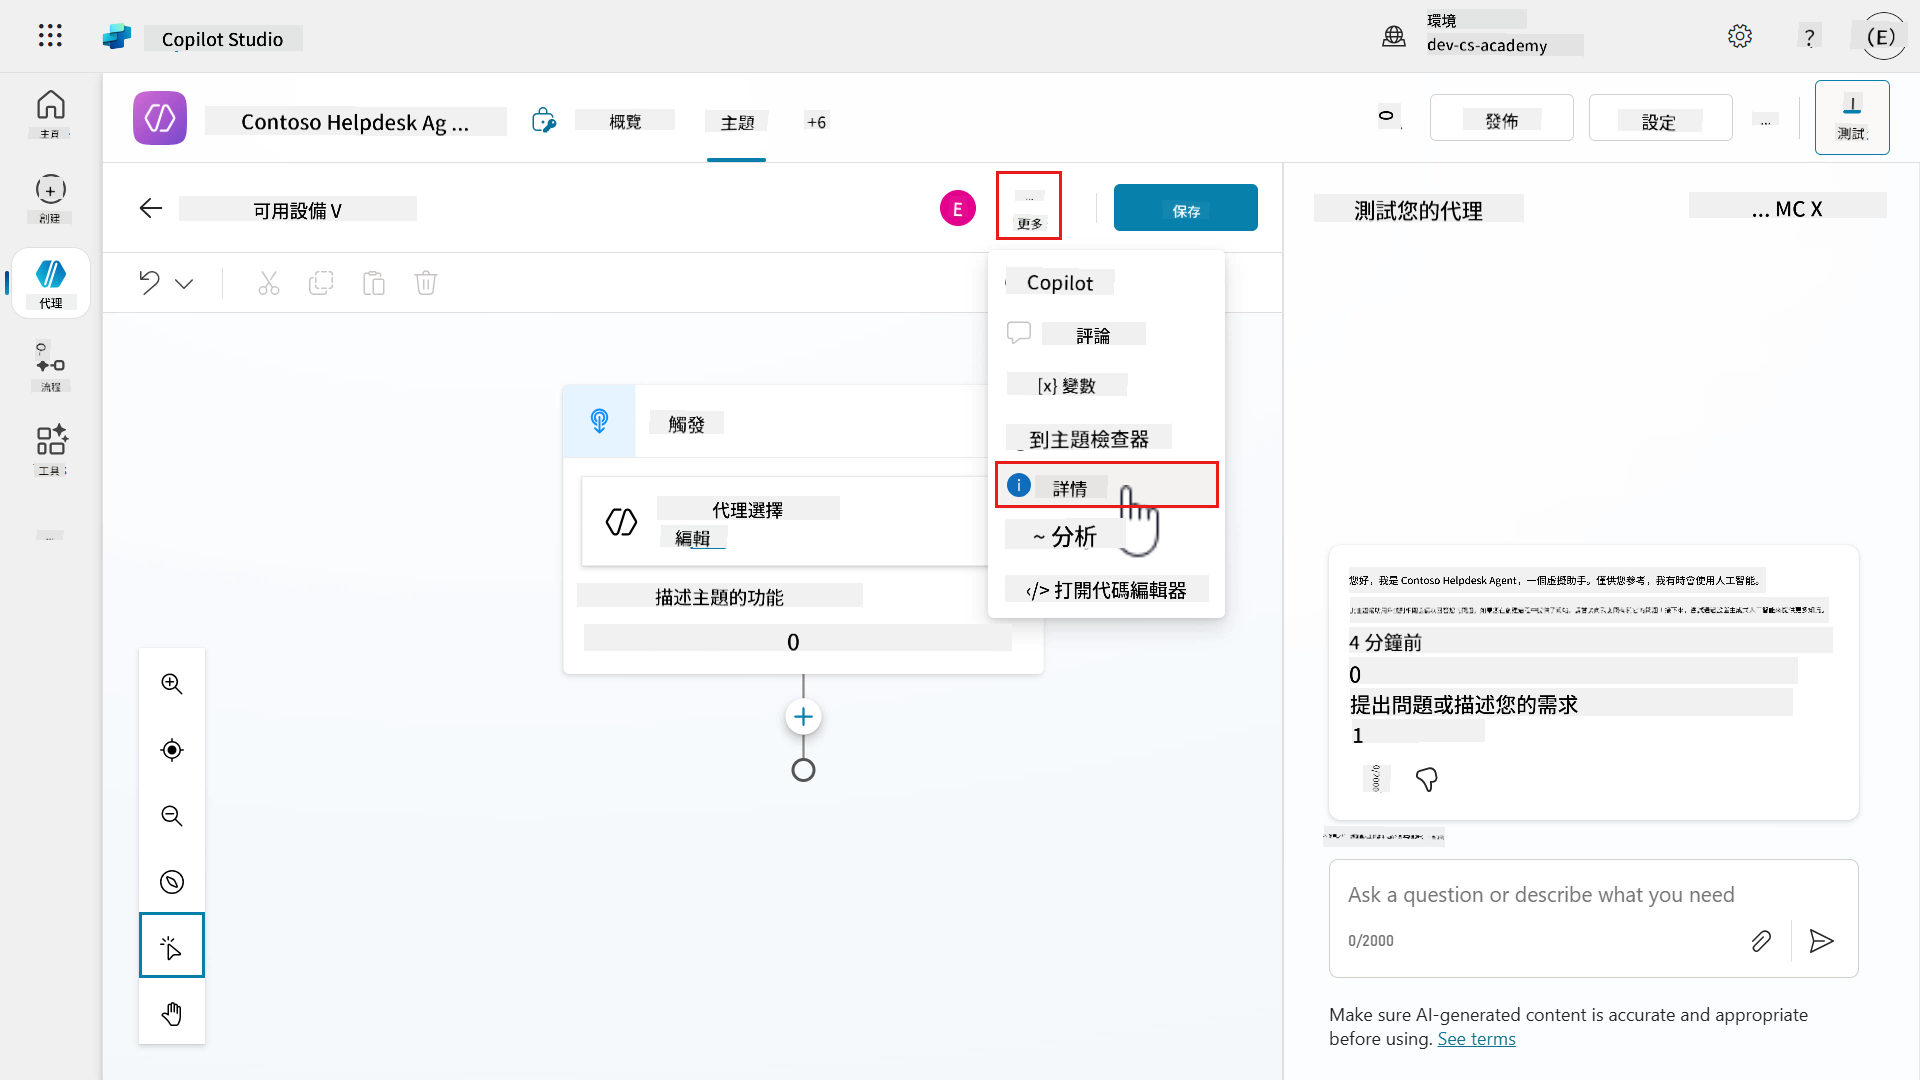 Copilot Studio
環境
dev-cs-academy
?
(E)
主頁
創建
代理
流程
工具
Contoso Helpdesk Ag ...
概覽
主題
+6
發佈
設定
...
測試
可用設備 V
E
...
更多
保存
Copilot
評論
[x} 變數
到主題檢查器
詳情
~ 分析
</> 打開代碼編輯器
觸發
代理選擇
編輯
描述主題的功能
0
測試您的代理
... MC X
您好，我是 Contoso Helpdesk Agent，一個虛擬助手。僅供您參考，我有時會使用人工智能。
4 分鐘前
0
提出問題或描述您的需求
1
0/2000
Ask a question or describe what you need
0/2000
Make sure AI-generated content is accurate and appropriate
before using. See terms